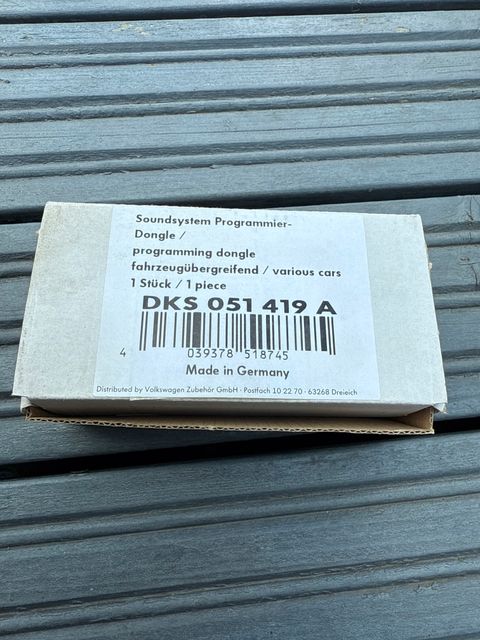 Soundsystem Programmier-
Dongle /
programming dongle
fahrzeugübergreifend / various cars
1 Stück / 1 piece
DKS 051 419 A
4 039378 518745
Made in Germany
Distributed by Volkswagen Zubehör GmbH · Postfach 10 22 70 · 63268 Dreieich